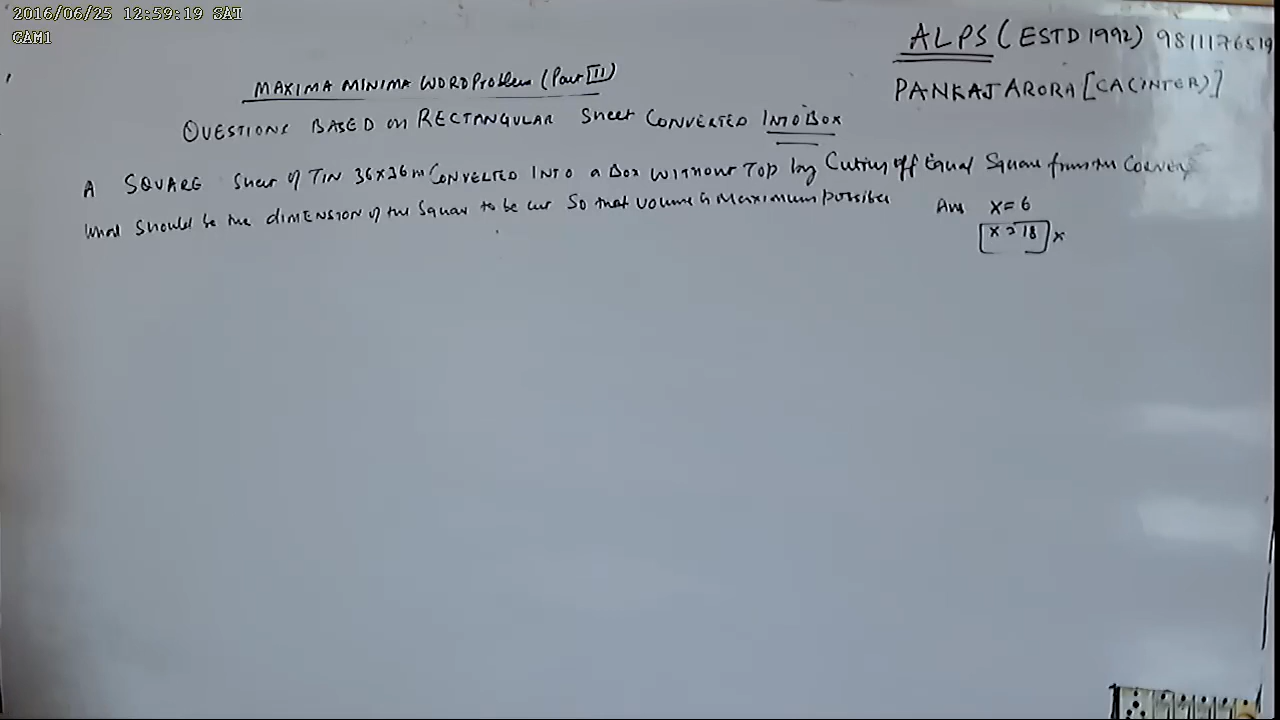 2016/06/25 12:59:19 SAT
CAM1
ALPS (ESTD 1992) 9811176519
PANKAJ ARORA [CA(INTER)]
MAXIMA MINIMA WORD Problem (Part III)
QUESTIONS BASED on RECTANGULAR Sheet CONVERTED INTO BOX
A SQUARE Sheet of TIN 36x36 m CONVERTED INTO a Box WITHOUT TOP by Cutting off Equal Square from the Corners
What should be the DIMENSION of the Square to be cut So that volume is Maximum possible
Ans x = 6
x = 18 x